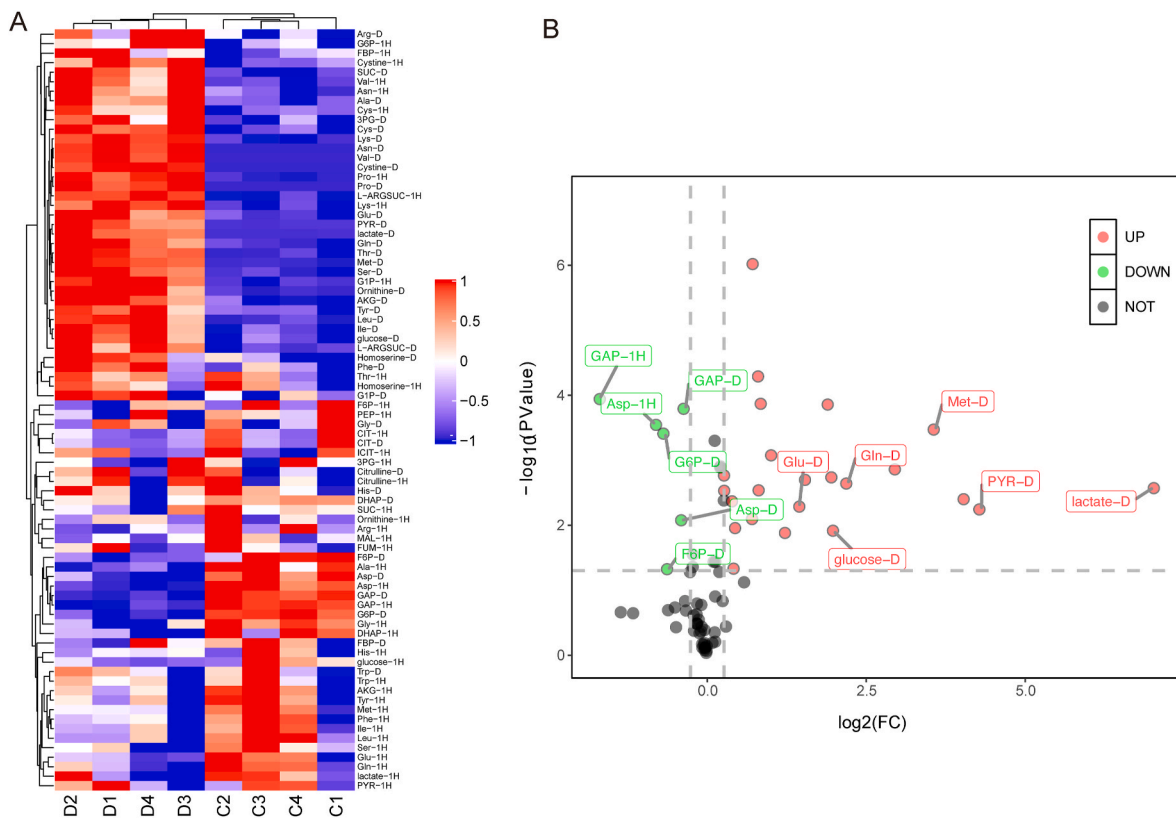 A
Arg-D
G6P-1H
FBP-1H
Cystine-1H
SUC-D
Val-1H
Asn-1H
Ala-D
Cys-1H
3PG-D
Cys-D
Lys-D
Asn-D
Val-D
Cystine-D
Pro-1H
Pro-D
L-ARGSUC-1H
Lys-1H
Glu-D
PYR-D
lactate-D
Gln-D
Thr-D
Met-D
Ser-D
G1P-1H
Ornithine-D
AKG-D
Tyr-D
Leu-D
Ile-D
glucose-D
L-ARGSUC-D
Homoserine-D
Phe-D
Thr-1H
Homoserine-1H
G1P-D
F6P-1H
PEP-1H
Gly-D
CIT-1H
CIT-D
ICIT-1H
3PG-1H
Citrulline-D
Citrulline-1H
His-D
DHAP-D
SUC-1H
Ornithine-1H
Arg-1H
MAL-1H
FUM-1H
F6P-D
Ala-1H
Asp-D
Asp-1H
GAP-D
GAP-1H
G6P-D
Gly-1H
DHAP-1H
FBP-D
His-1H
glucose-1H
Trp-D
Trp-1H
AKG-1H
Tyr-1H
Met-1H
Phe-1H
Ile-1H
Leu-1H
Ser-1H
Glu-1H
Gln-1H
lactate-1H
PYR-1H
D2 D1 D4 D3 C2 C3 C4 C1
1
0.5
0
-0.5
-1
B
UP
DOWN
NOT
GAP-1H
GAP-D
Asp-1H
G6P-D
Asp-D
F6P-D
Met-D
Glu-D
Gln-D
PYR-D
lactate-D
glucose-D
6
4
2
0
0.0 2.5 5.0
log2(FC)